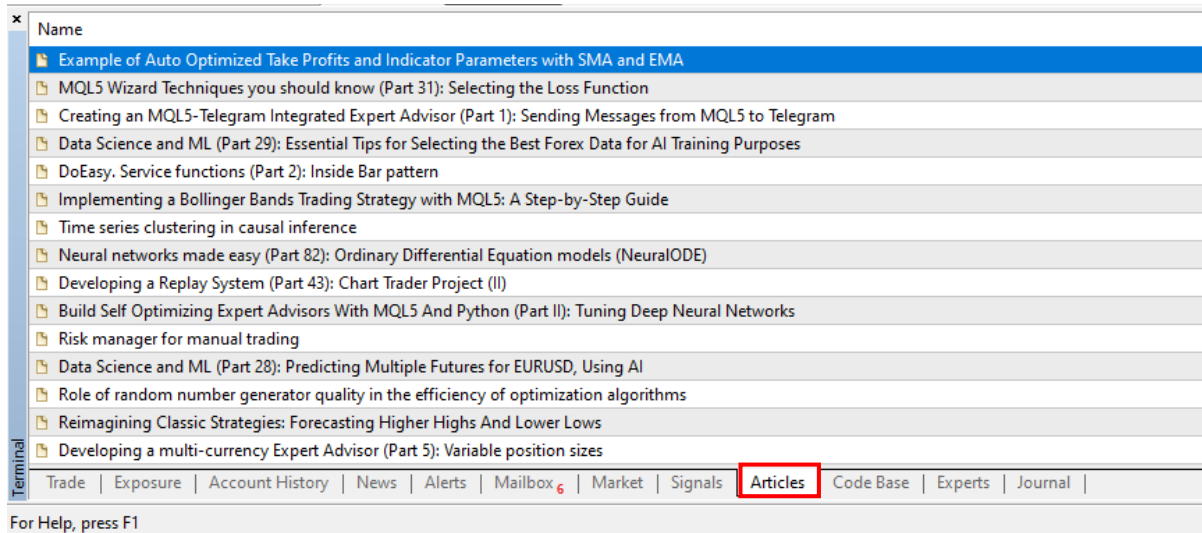 Name
Example of Auto Optimized Take Profits and Indicator Parameters with SMA and EMA
MQL5 Wizard Techniques you should know (Part 31): Selecting the Loss Function
Creating an MQL5-Telegram Integrated Expert Advisor (Part 1): Sending Messages from MQL5 to Telegram
Data Science and ML (Part 29): Essential Tips for Selecting the Best Forex Data for AI Training Purposes
DoEasy. Service functions (Part 2): Inside Bar pattern
Implementing a Bollinger Bands Trading Strategy with MQL5: A Step-by-Step Guide
Time series clustering in causal inference
Neural networks made easy (Part 82): Ordinary Differential Equation models (NeuralODE)
Developing a Replay System (Part 43): Chart Trader Project (II)
Build Self Optimizing Expert Advisors With MQL5 And Python (Part II): Tuning Deep Neural Networks
Risk manager for manual trading
Data Science and ML (Part 28): Predicting Multiple Futures for EURUSD, Using AI
Role of random number generator quality in the efficiency of optimization algorithms
Reimagining Classic Strategies: Forecasting Higher Highs And Lower Lows
Developing a multi-currency Expert Advisor (Part 5): Variable position sizes
Terminal
Trade | Exposure | Account History | News | Alerts | Mailbox 6 | Market | Signals | Articles | Code Base | Experts | Journal |
For Help, press F1